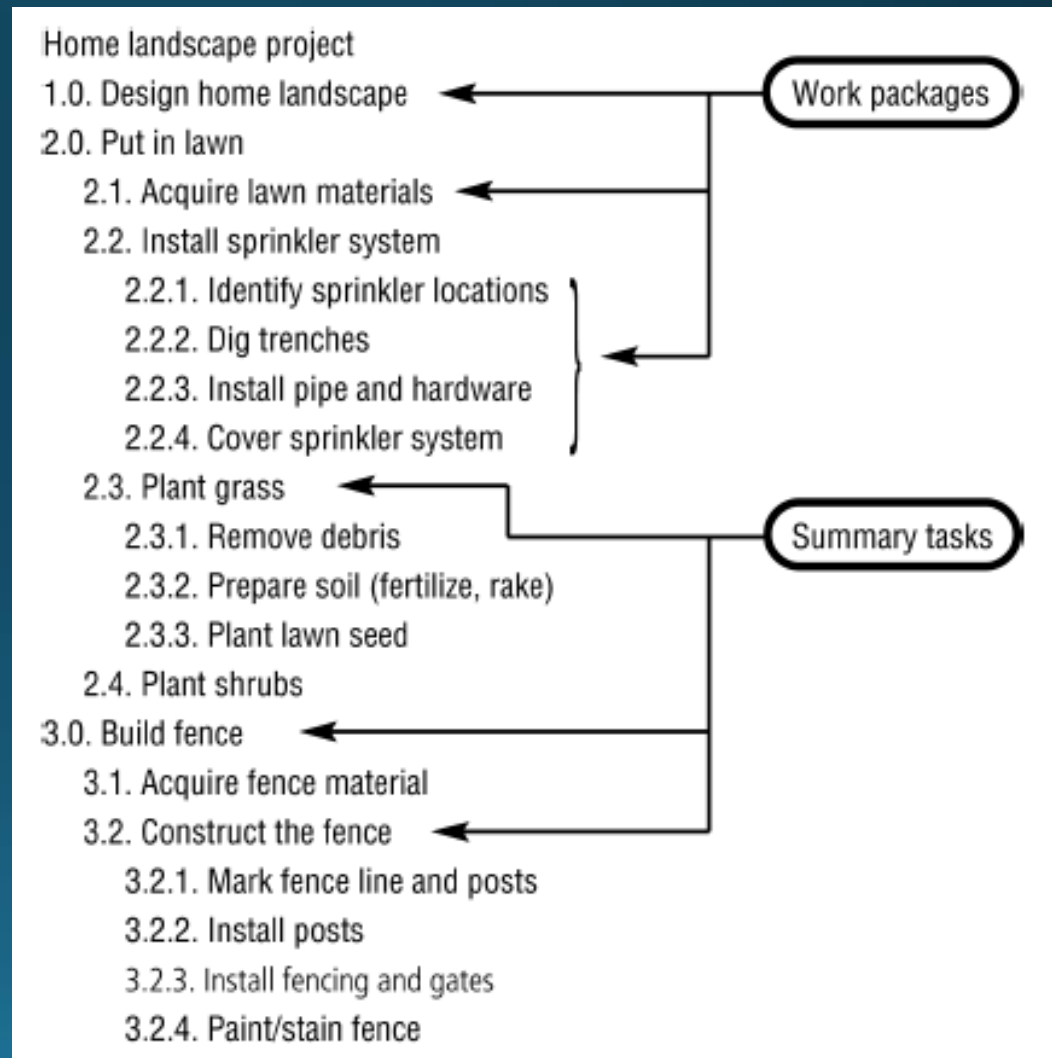 Home landscape project
1.0. Design home landscape
Work packages
2.0. Put in lawn
2.1. Acquire lawn materials
2.2. Install sprinkler system
2.2.1. Identify sprinkler locations
2.2.2. Dig trenches
2.2.3. Install pipe and hardware
2.2.4. Cover sprinkler system
2.3. Plant grass
2.3.1. Remove debris
Summary tasks
2.3.2. Prepare soil (fertilize, rake)
2.3.3. Plant lawn seed
2.4. Plant shrubs
3.0. Build fence
3.1. Acquire fence material
3.2. Construct the fence
3.2.1. Mark fence line and posts
3.2.2. Install posts
3.2.3. Install fencing and gates
3.2.4. Paint/stain fence